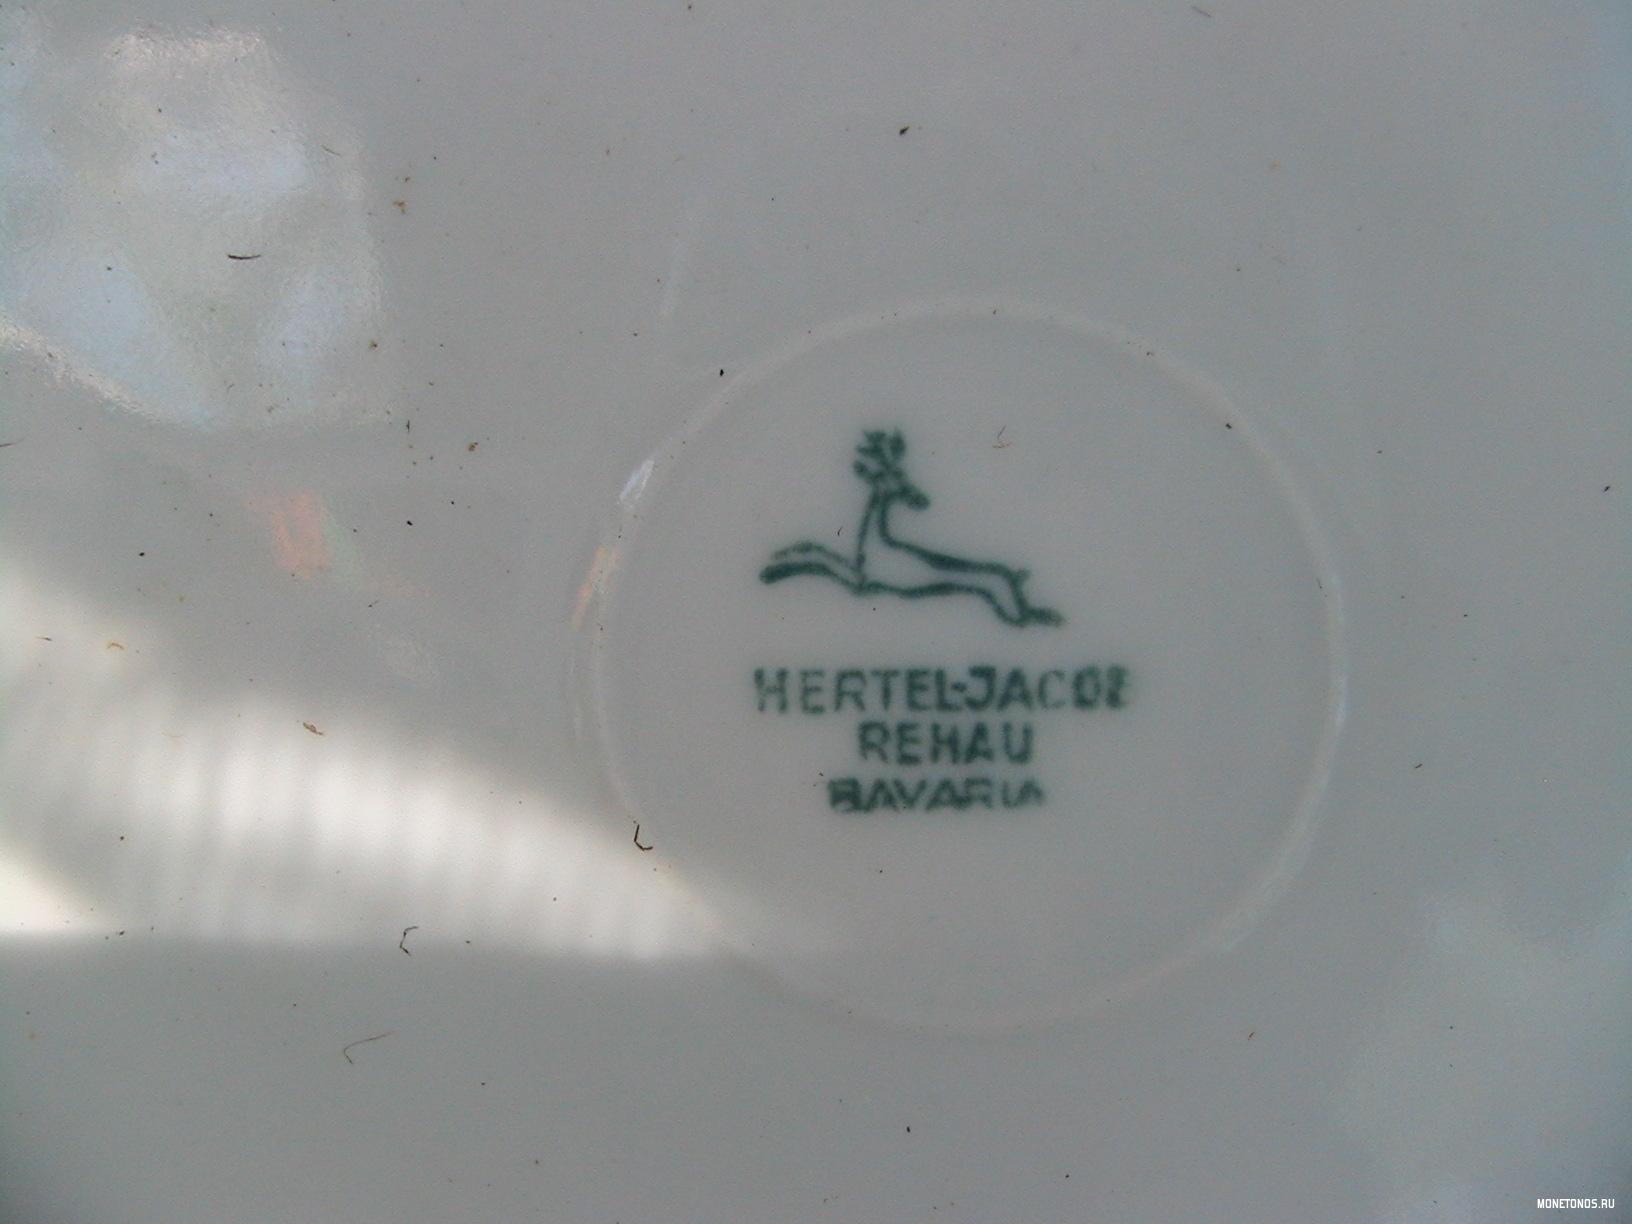 HERTEL-JACOB
REHAU
BAVARIA
MONETONOS.RU